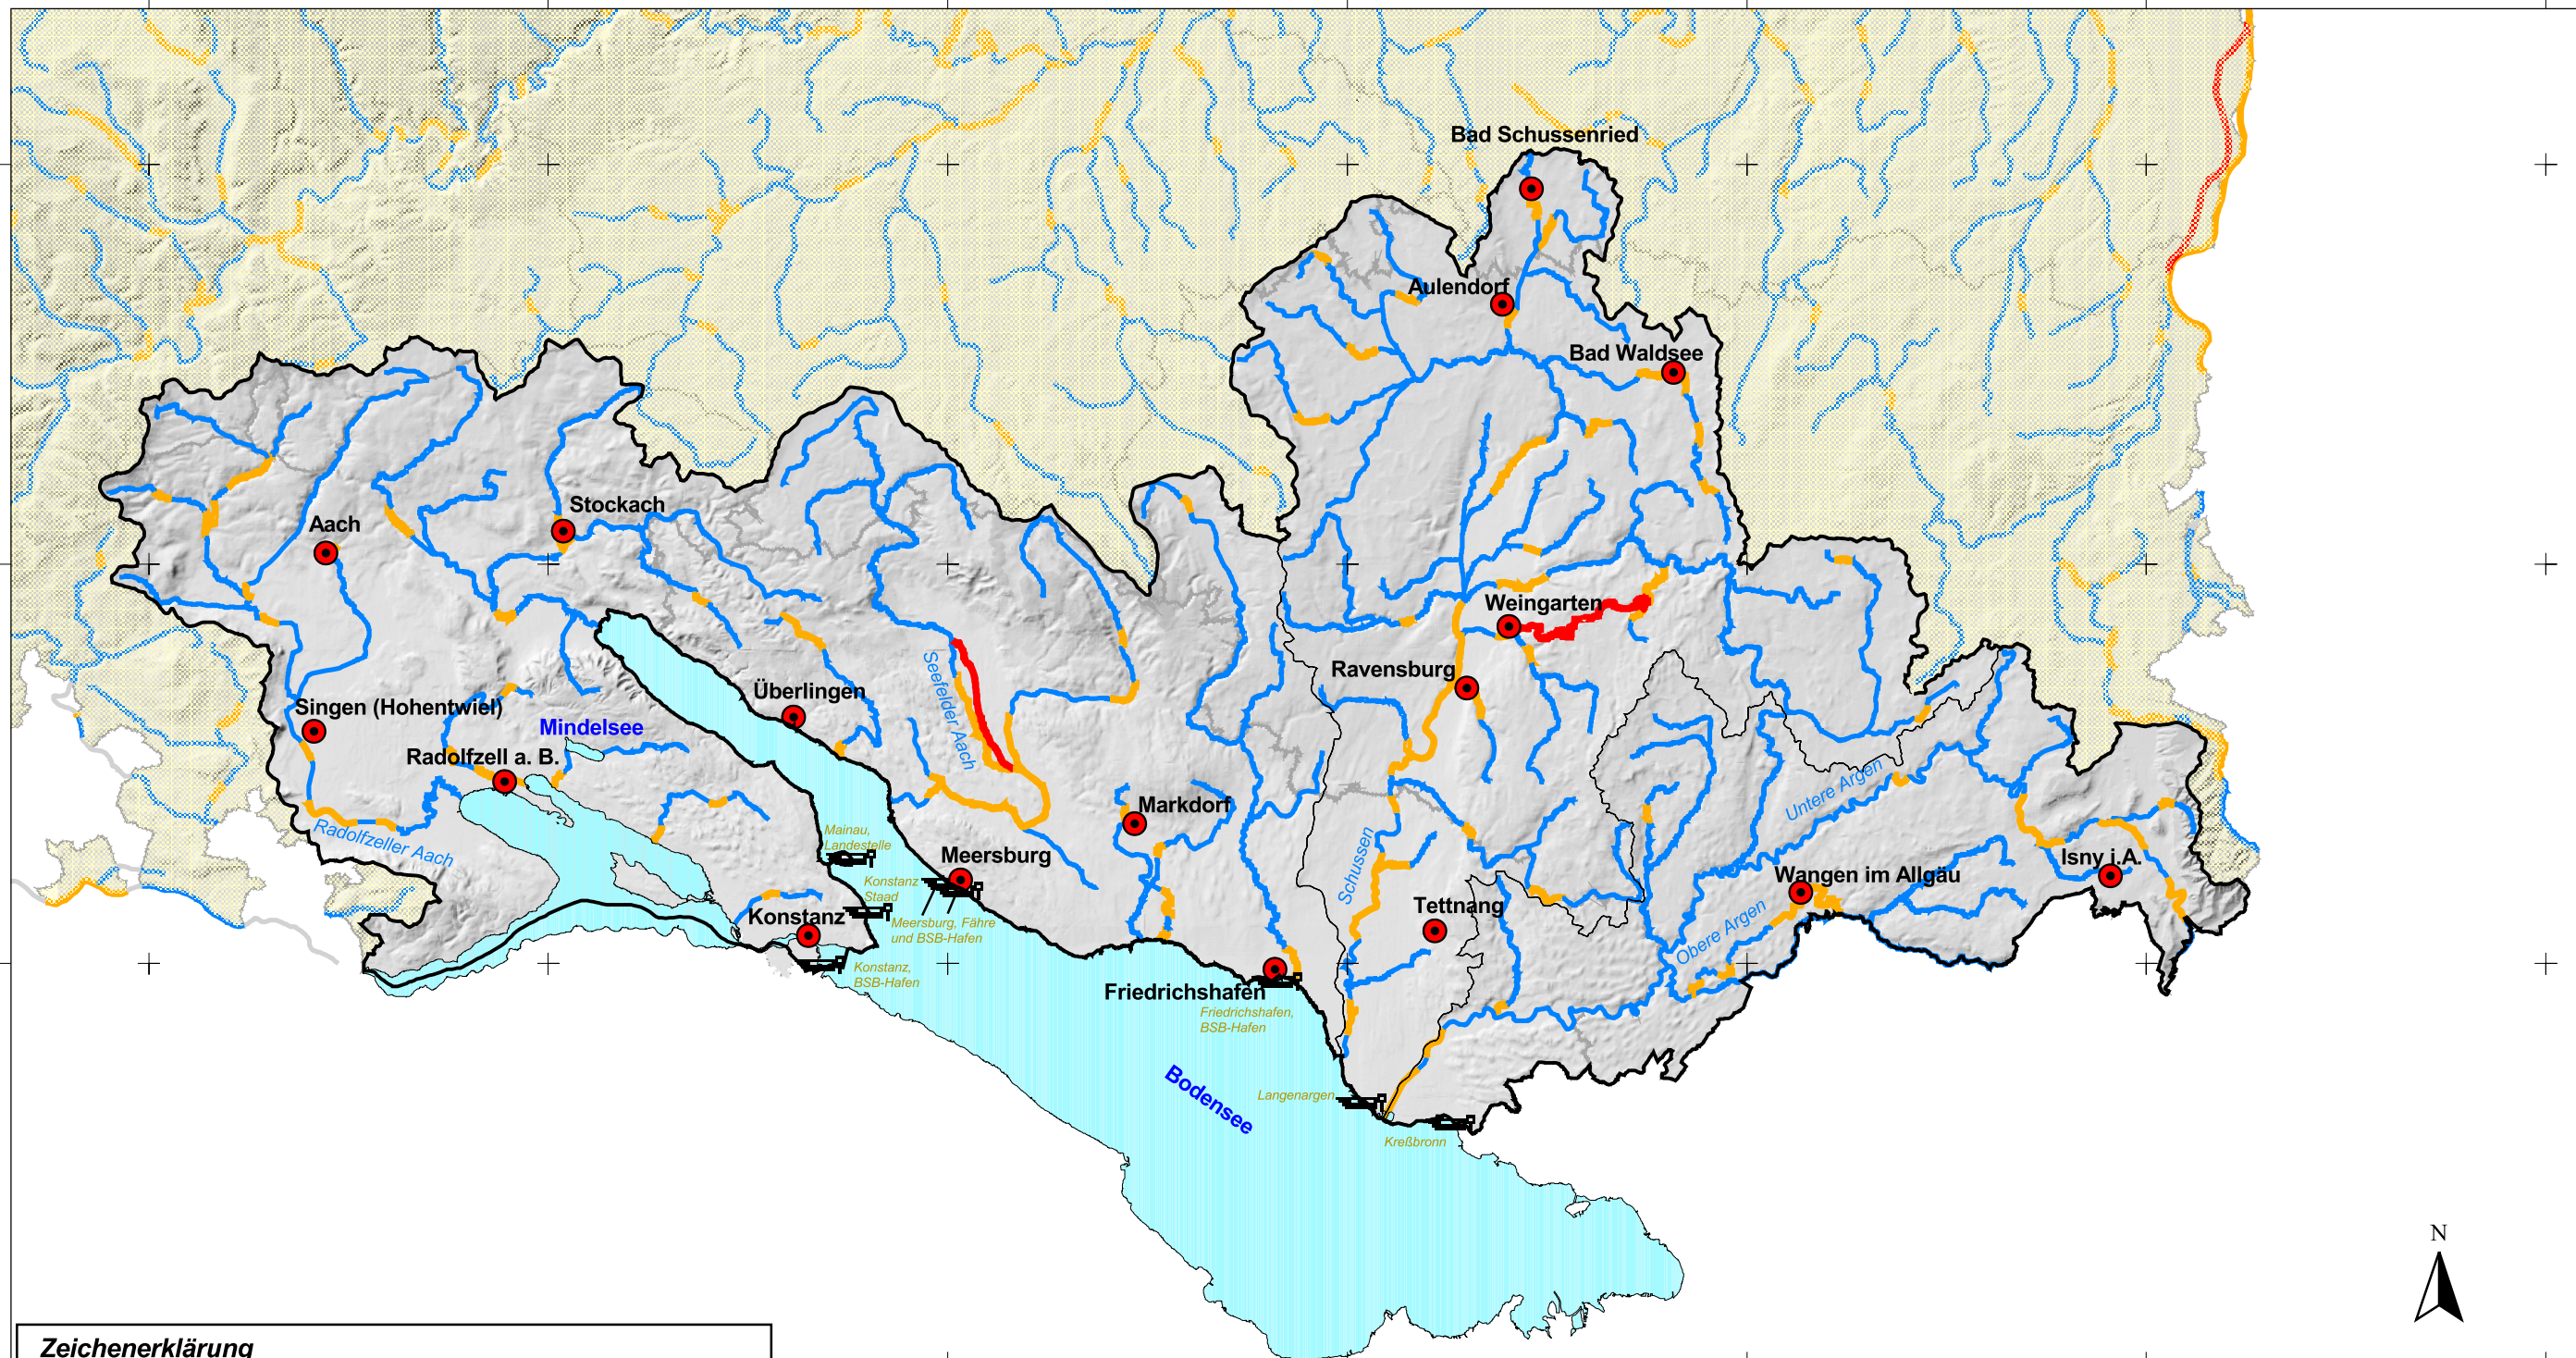 Bad Schussenried
Aulendorf
Bad Waldsee
Stockach
Aach
Weingarten
Ravensburg
Seefelder Aach
Überlingen
Singen (Hohentwiel)
Mindelsee
Radolfzell a. B.
Untere Argen
Markdorf
Radolfzeller Aach
Mainau,
Landestelle
Meersburg
Schussen
Isny i.A.
Wangen im Allgäu
Konstanz
Staad
Konstanz
Meersburg, Fähre
und BSB-Hafen
Tettnang
Obere Argen
Konstanz,
BSB-Hafen
Friedrichshafen
Friedrichshafen,
BSB-Hafen
Bodensee
Langenargen
Kreßbronn
N
Zeichenerklärung